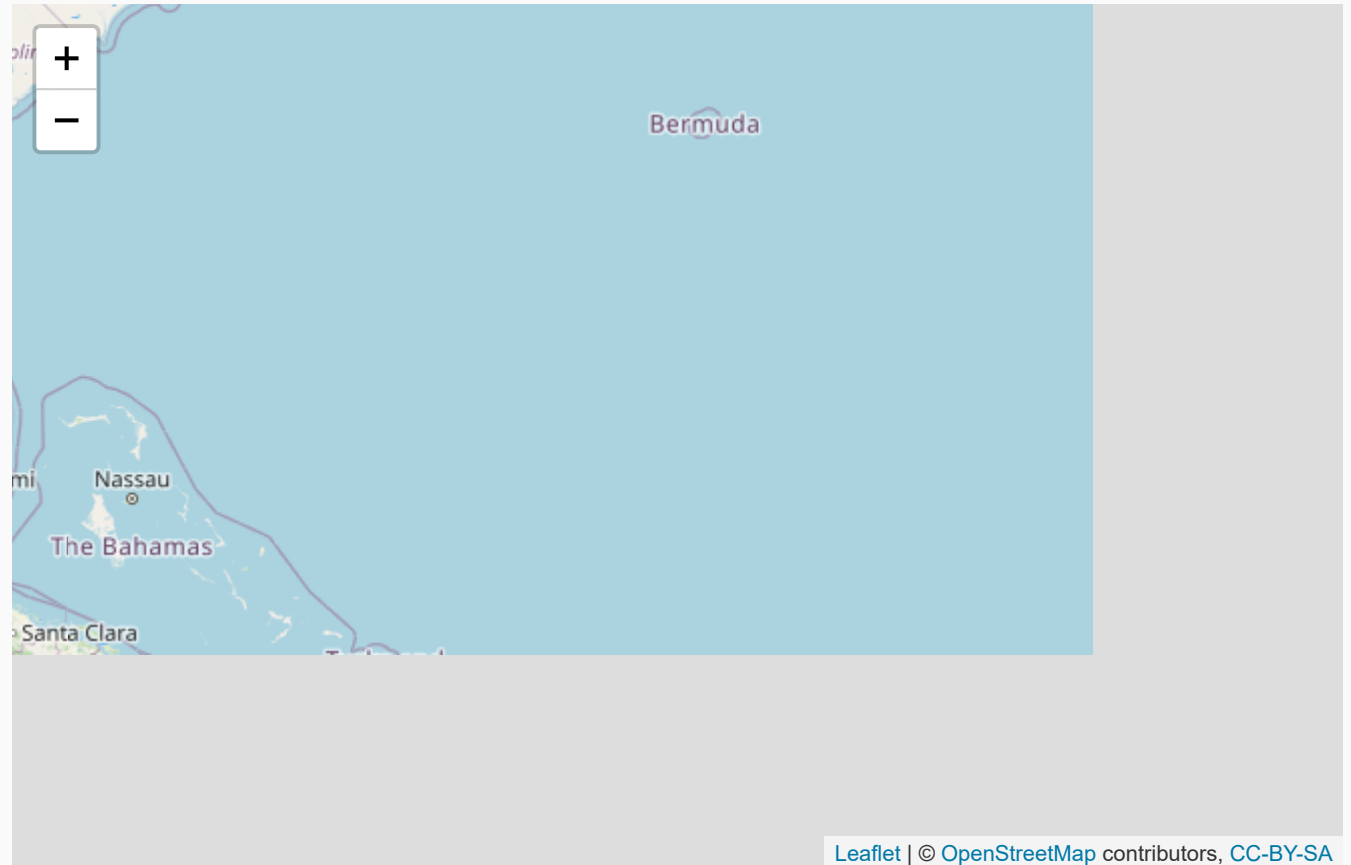 +
−
Bermuda
Nassau
The Bahamas
Santa Clara
Leaflet | © OpenStreetMap contributors, CC-BY-SA